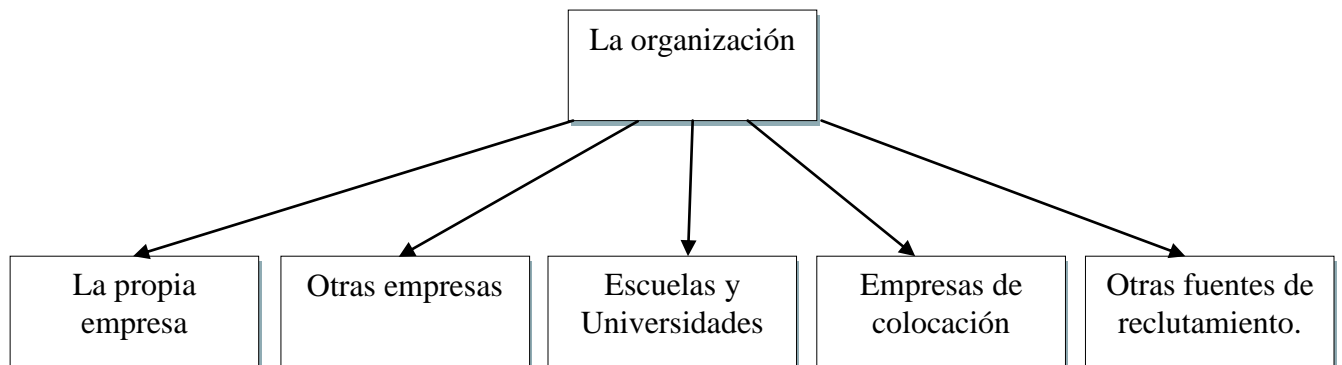 La organización
La propia
empresa
Otras empresas
Escuelas y
Universidades
Empresas de
colocación
Otras fuentes de
reclutamiento.